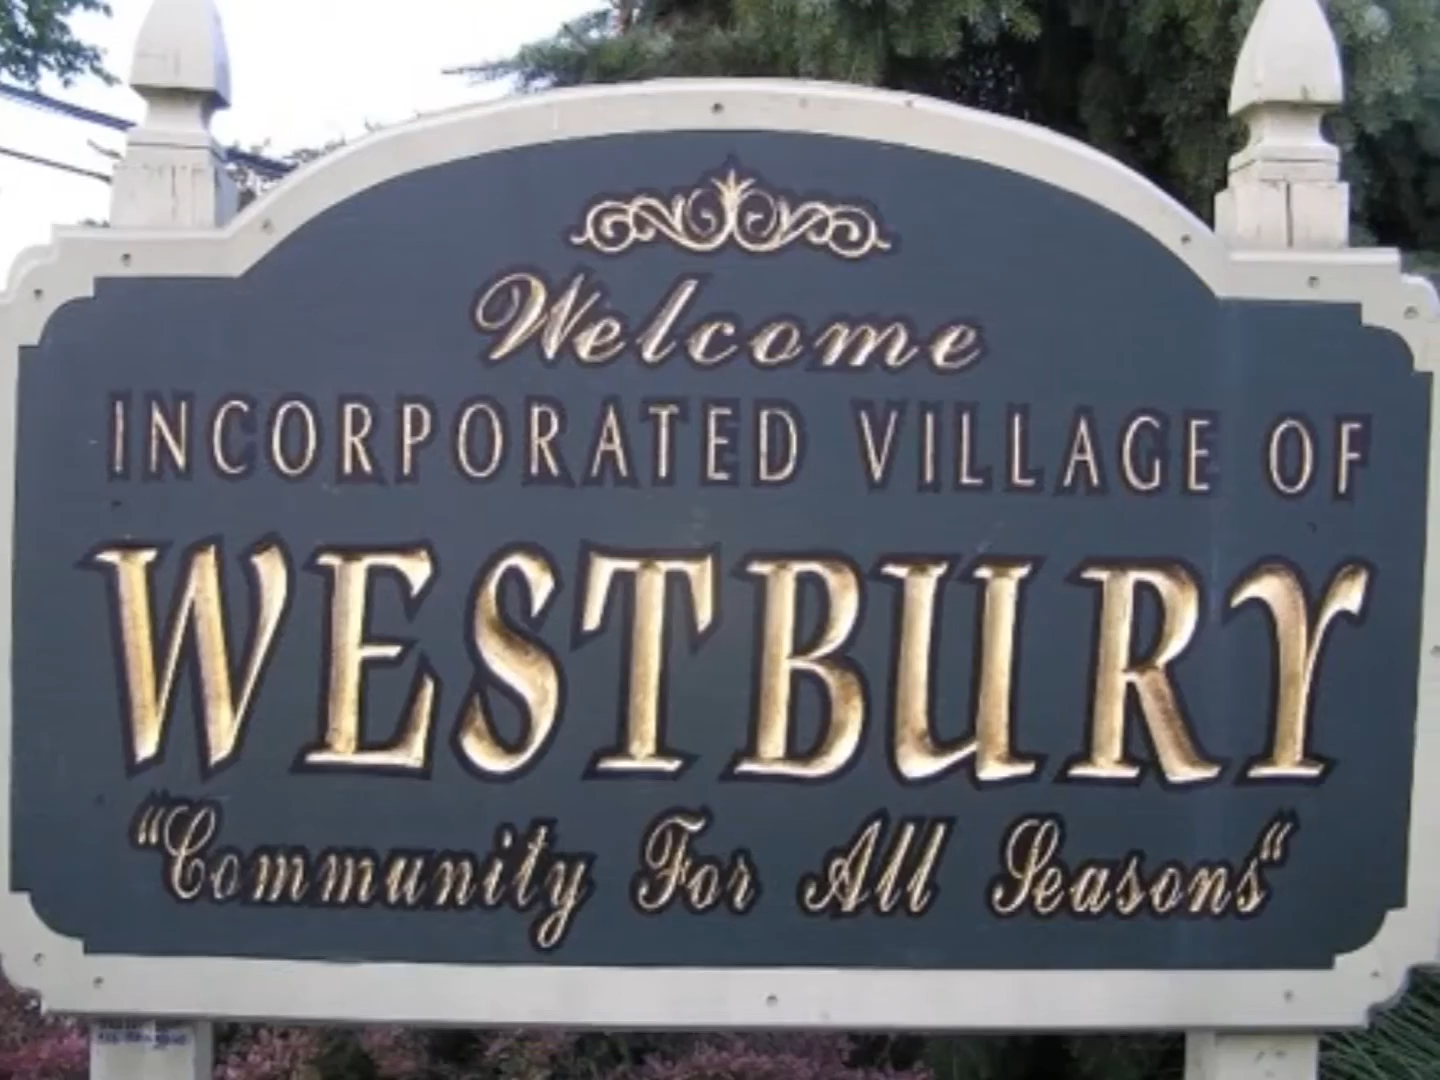 Welcome
INCORPORATED VILLAGE OF
WESTBURY
“Community For All Seasons“